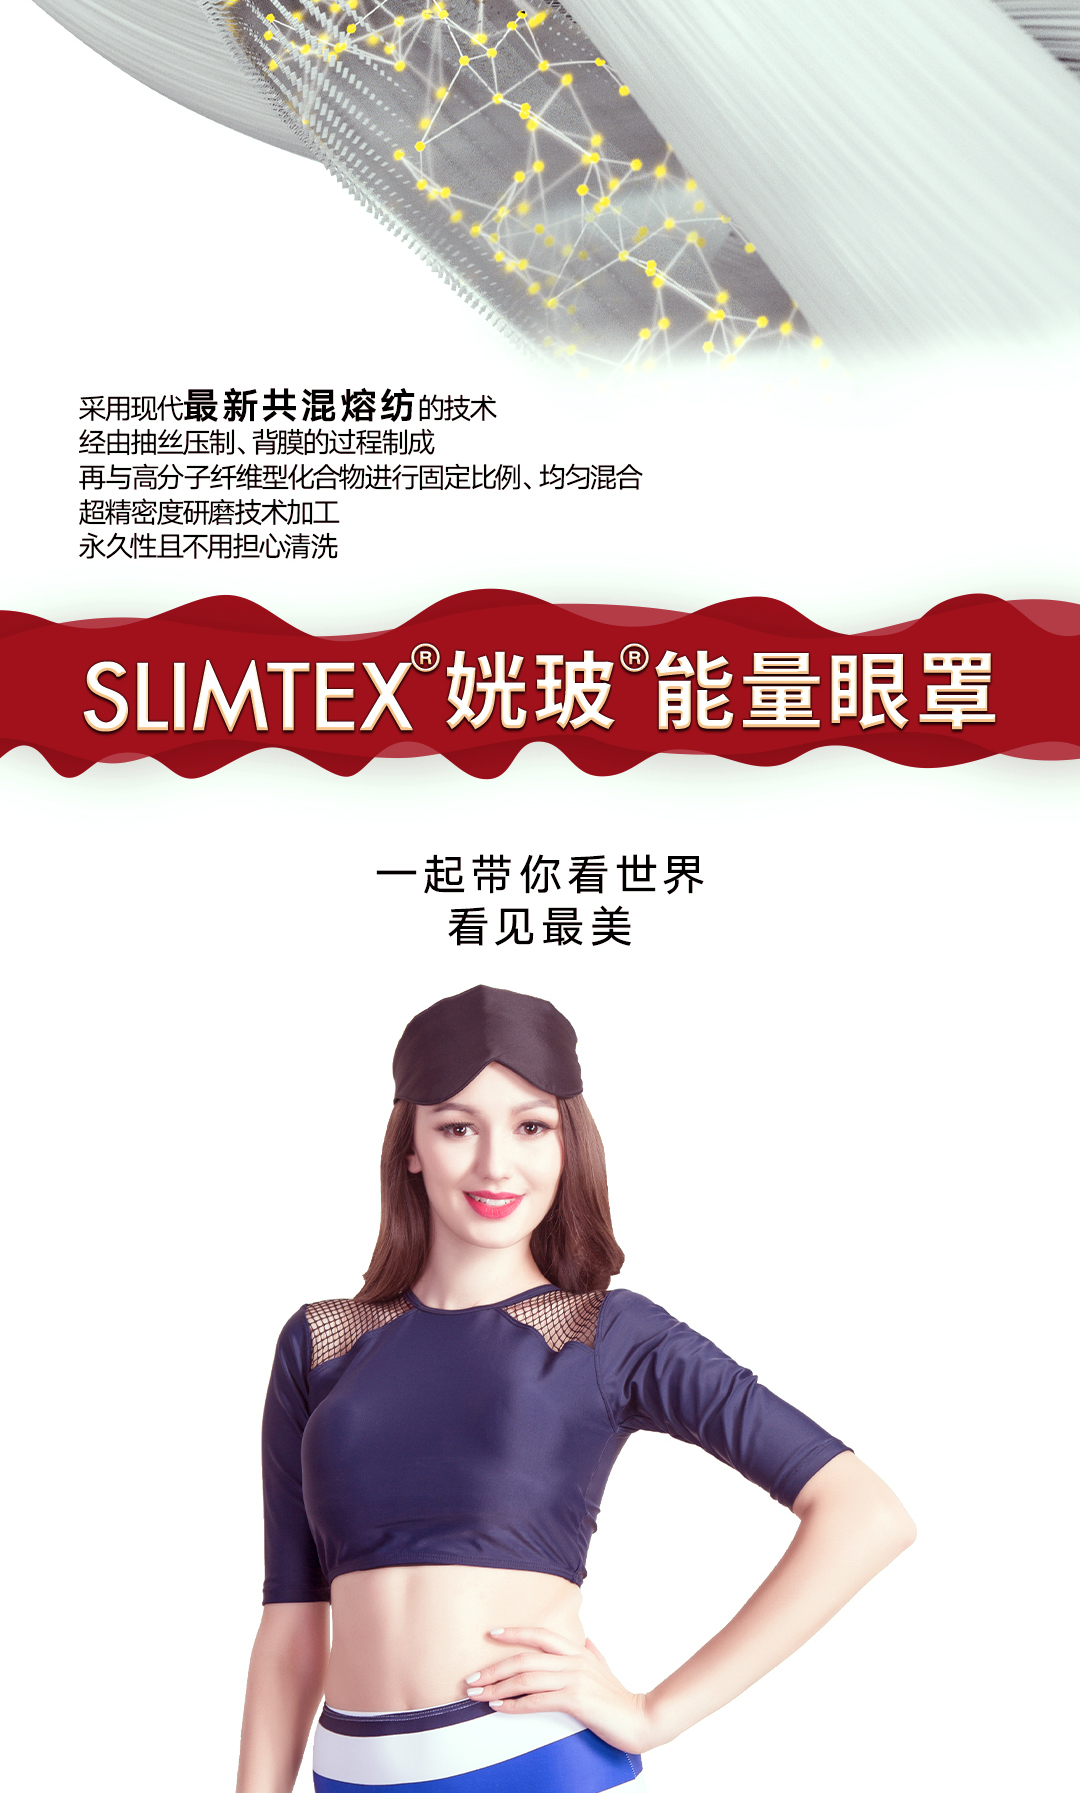 采用现代最新共混熔纺的技术
经由抽丝压制、背膜的过程制成
再与高分子纤维型化合物进行固定比例、均匀混合
超精密度研磨技术加工
永久性且不用担心清洗
SLIMTEX®姯玻®能量眼罩
一起带你看世界
看见最美